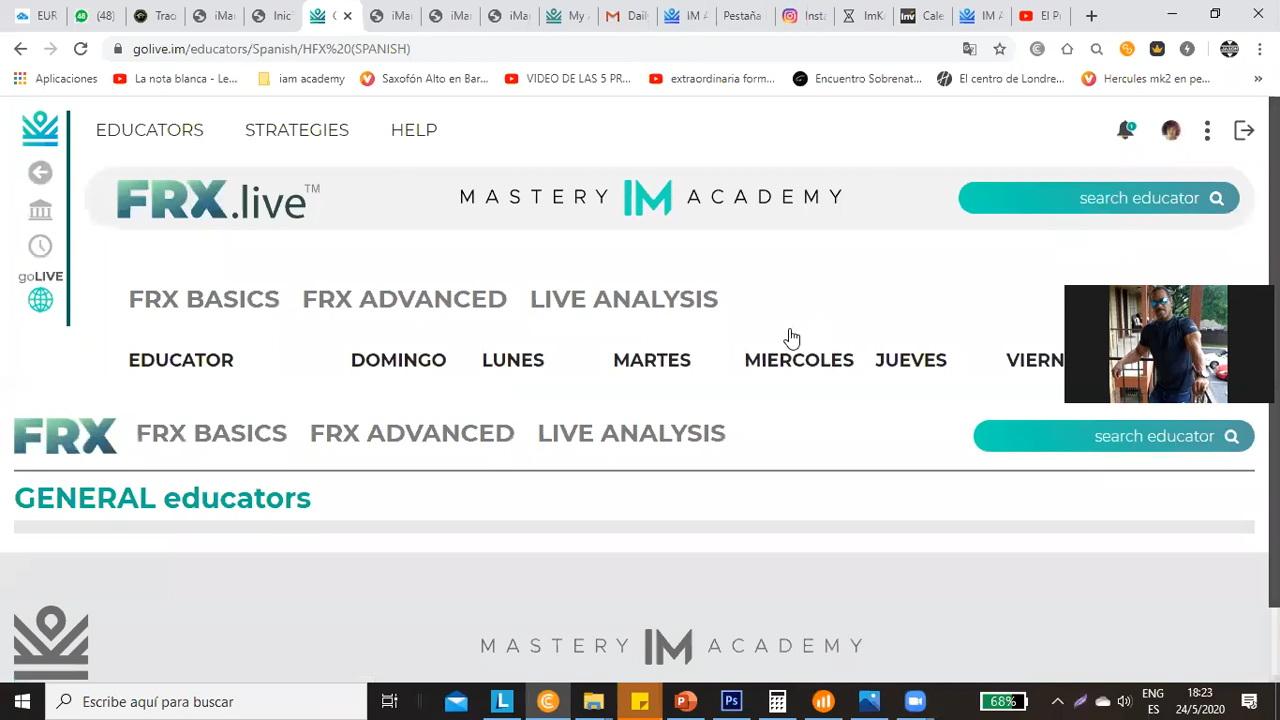 EUR
(48)
Trac
iMar
Inic
iMa
iMa
iMa
My A
Daily
IM A
Pestaña
Insta
ImK
Cale
IM A
El P
golive.im/educators/Spanish/HFX%20(SPANISH)
Aplicaciones
La nota blanca - Le...
iam academy
Saxofón Alto en Bar...
VIDEO DE LAS 5 PR...
extraordinaria form...
Encuentro Sobrenat...
El centro de Londre...
Hercules mk2 en pe...
EDUCATORS STRATEGIES HELP
FRX.live™
MASTERY IM ACADEMY
search educator
goLIVE
FRX BASICS FRX ADVANCED LIVE ANALYSIS
EDUCATOR DOMINGO LUNES MARTES MIERCOLES JUEVES VIERN
FRX FRX BASICS FRX ADVANCED LIVE ANALYSIS
search educator
GENERAL educators
MASTERY IM ACADEMY
Escribe aquí para buscar
68%
ENG
ES
18:23
24/5/2020